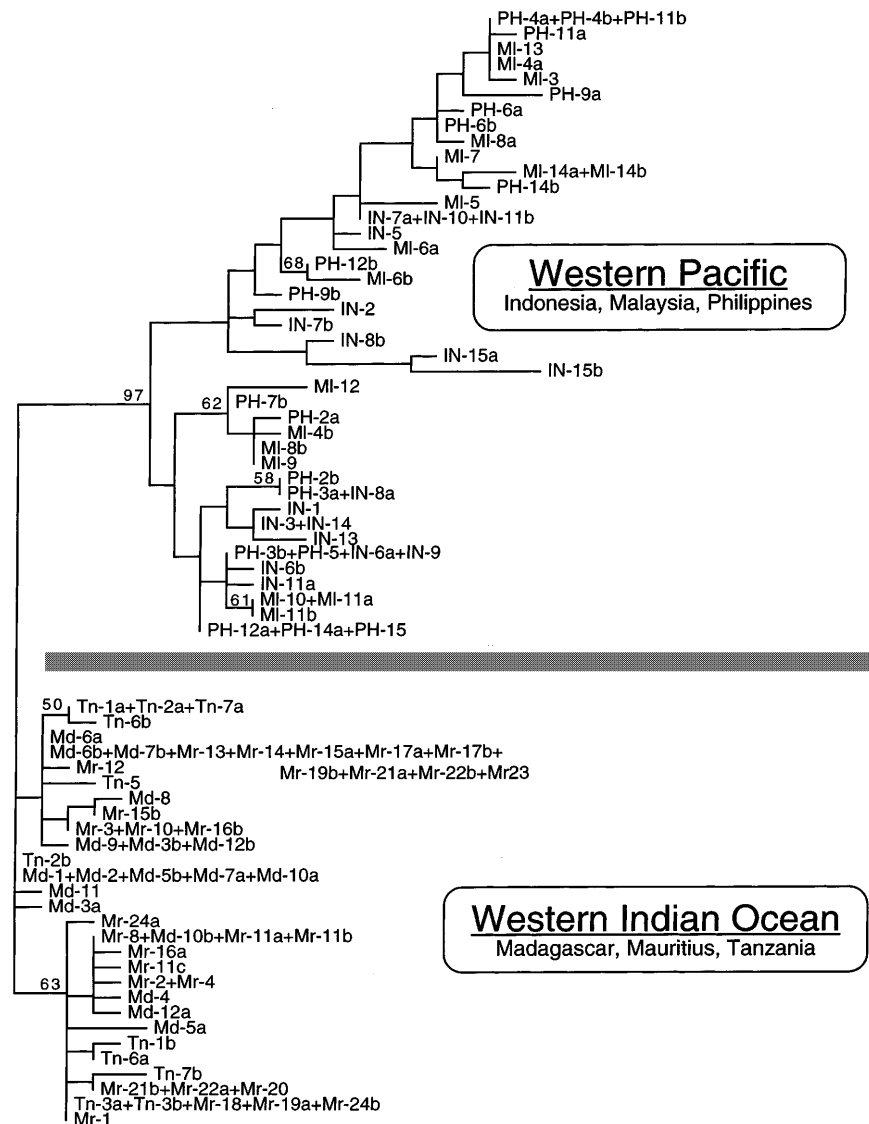 PH-4a+PH-4b+PH-11b
PH-11a
MI-13
MI-4a
MI-3
PH-9a
PH-6a
PH-6b
MI-8a
MI-7
MI-14a+MI-14b
PH-14b
MI-5
IN-7a+IN-10+IN-11b
IN-5
MI-6a
68
PH-12b
MI-6b
PH-9b
Western Pacific
Indonesia, Malaysia, Philippines
IN-2
IN-7b
IN-8b
IN-15a
IN-15b
97
MI-12
62
PH-7b
PH-2a
MI-4b
MI-8b
MI-9
58
PH-2b
PH-3a+IN-8a
IN-1
IN-3+IN-14
IN-13
PH-3b+PH-5+IN-6a+IN-9
IN-6b
IN-11a
61
MI-10+MI-11a
MI-11b
PH-12a+PH-14a+PH-15
50
Tn-1a+Tn-2a+Tn-7a
Tn-6b
Md-6a
Md-6b+Md-7b+Mr-13+Mr-14+Mr-15a+Mr-17a+Mr-17b+
Mr-19b+Mr-21a+Mr-22b+Mr23
Mr-12
Tn-5
Md-8
Mr-15b
Mr-3+Mr-10+Mr-16b
Md-9+Md-3b+Md-12b
Tn-2b
Md-1+Md-2+Md-5b+Md-7a+Md-10a
Md-11
Md-3a
Western Indian Ocean
Madagascar, Mauritius, Tanzania
Mr-24a
Mr-8+Md-10b+Mr-11a+Mr-11b
Mr-16a
Mr-11c
Mr-2+Mr-4
63
Md-4
Md-12a
Md-5a
Tn-1b
Tn-6a
Tn-7b
Mr-21b+Mr-22a+Mr-20
Tn-3a+Tn-3b+Mr-18+Mr-19a+Mr-24b
Mr-1